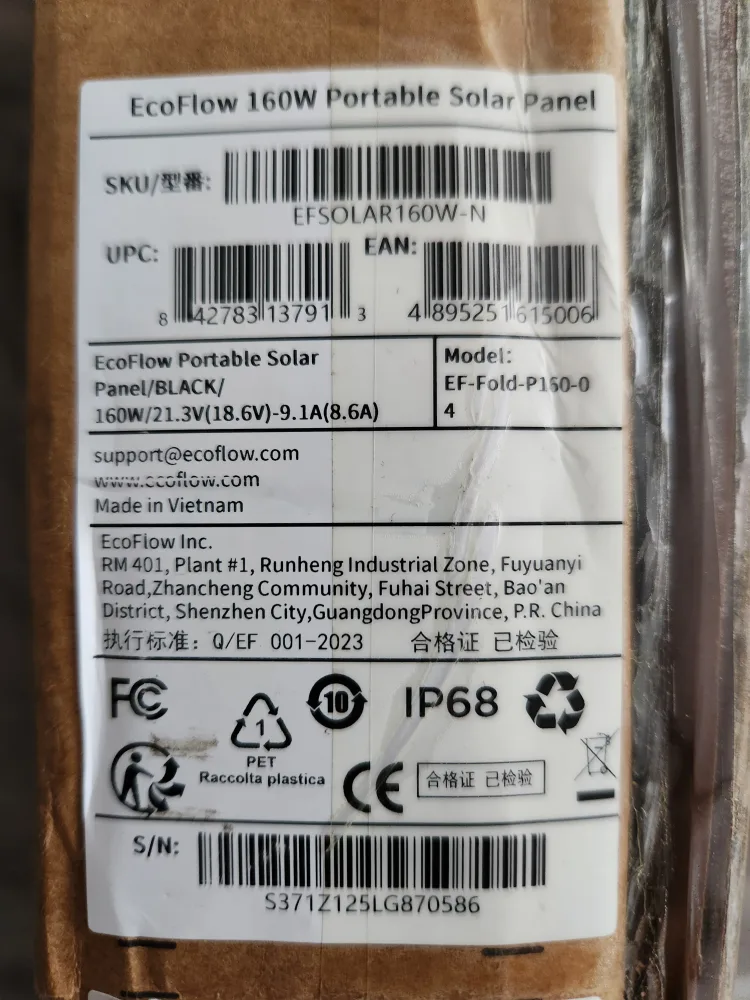 EcoFlow 160W Portable Solar Panel
SKU/型番:
EFSOLAR160W-N
UPC:
EAN:
8 42783 13791 3
4 895251 615006
EcoFlow Portable Solar
Panel/BLACK/
160W/21.3V(18.6V)-9.1A(8.6A)
Model:
EF-Fold-P160-0
4
support@ecoflow.com
www.ecoflow.com
Made in Vietnam
EcoFlow Inc.
RM 401, Plant #1, Runheng Industrial Zone, Fuyuanyi
Road,Zhancheng Community, Fuhai Street, Bao'an
District, Shenzhen City,GuangdongProvince, P.R. China
执行标准：Q/EF 001-2023 合格证 已检验
FC
1
PET
Raccolta plastica
10
IP68
CE
合格证 已检验
S/N:
S371Z125LG870586